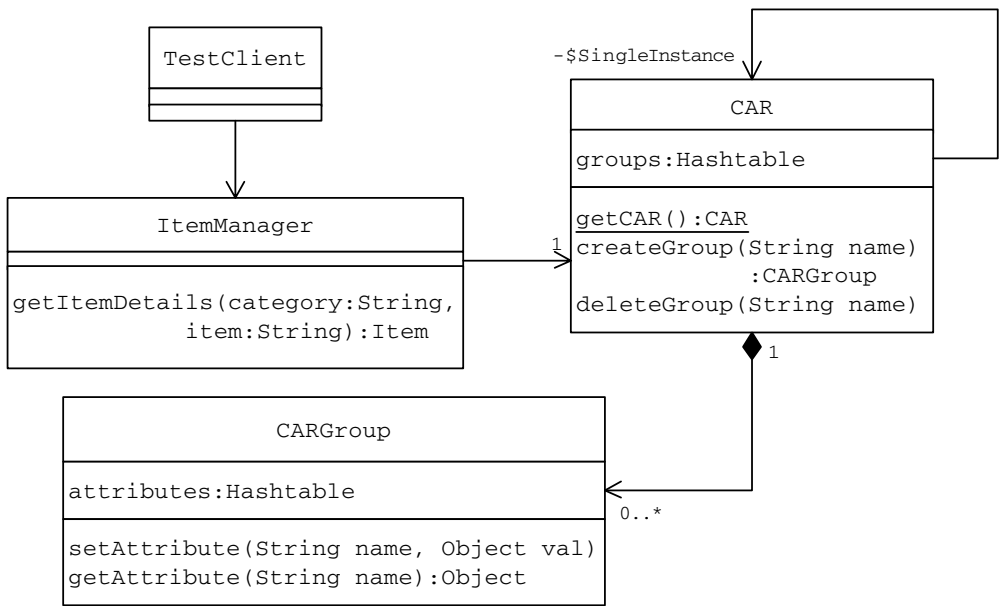 TestClient
-$SingleInstance
CAR
groups:Hashtable
getCAR():CAR
createGroup(String name)
:CARGroup
deleteGroup(String name)
1
ItemManager
getItemDetails(category:String,
item:String):Item
1
CARGroup
attributes:Hashtable
setAttribute(String name, Object val)
getAttribute(String name):Object
0..*